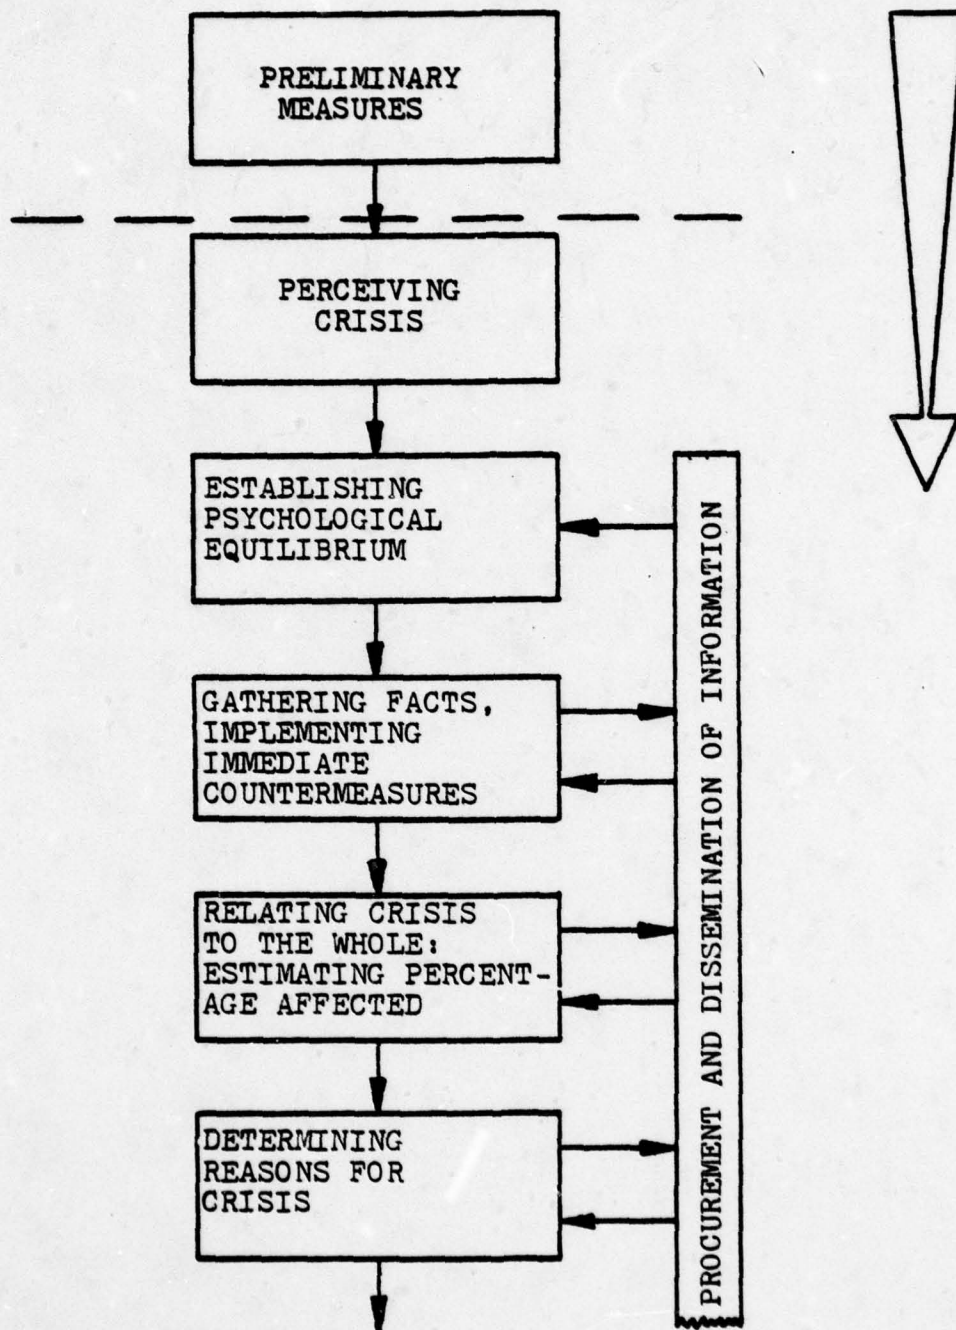 PRELIMINARY
MEASURES
PERCEIVING
CRISIS
ESTABLISHING
PSYCHOLOGICAL
EQUILIBRIUM
GATHERING FACTS,
IMPLEMENTING
IMMEDIATE
COUNTERMEASURES
RELATING CRISIS
TO THE WHOLE:
ESTIMATING PERCENT-
AGE AFFECTED
DETERMINING
REASONS FOR
CRISIS
PROCUREMENT AND DISSEMINATION OF INFORMATION